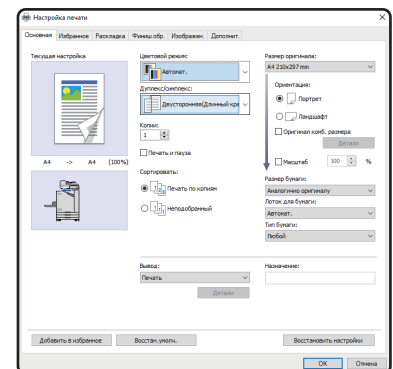 Настройка печати
Основная Избранное Раскладка Финиш.обр. Изображен. Дополнит.
Текущая настройка
A4 -> A4 (100%)
Цветовой режим:
Автомат.
Дуплекс/симплекс:
Двусторонняя(Длинный кра
Копии:
1
Печать и пауза
Сортировать:
Печать по копиям
Неподобранный
Вывод:
Печать
Детали
Размер оригинала:
A4 210x297 mm
Ориентация:
Портрет
Ландшафт
Оригинал комб. размера
Детали
Масштаб 100 %
Размер бумаги:
Аналогично оригиналу
Лоток для бумаги:
Автомат.
Тип бумаги:
Любой
Назначение:
Добавить в избранное Восстан.умолч. Восстановить настройки
OK Отмена